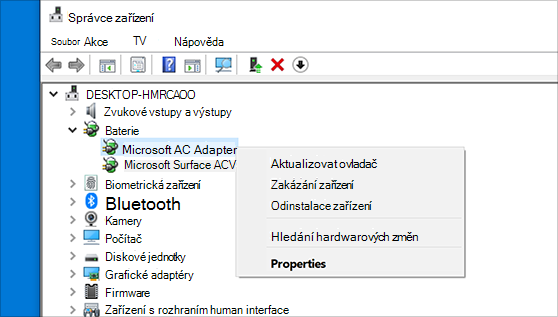 Správce zařízení
Soubor Akce TV Nápověda
DESKTOP-HMRCAOO
Zvukové vstupy a výstupy
Baterie
Microsoft AC Adapter
Microsoft Surface ACV
Biometrická zařízení
Bluetooth
Kamery
Počítač
Diskové jednotky
Grafické adaptéry
Firmware
Zařízení s rozhraním human interface
Aktualizovat ovladač
Zakázání zařízení
Odinstalace zařízení
Hledání hardwarových změn
Properties